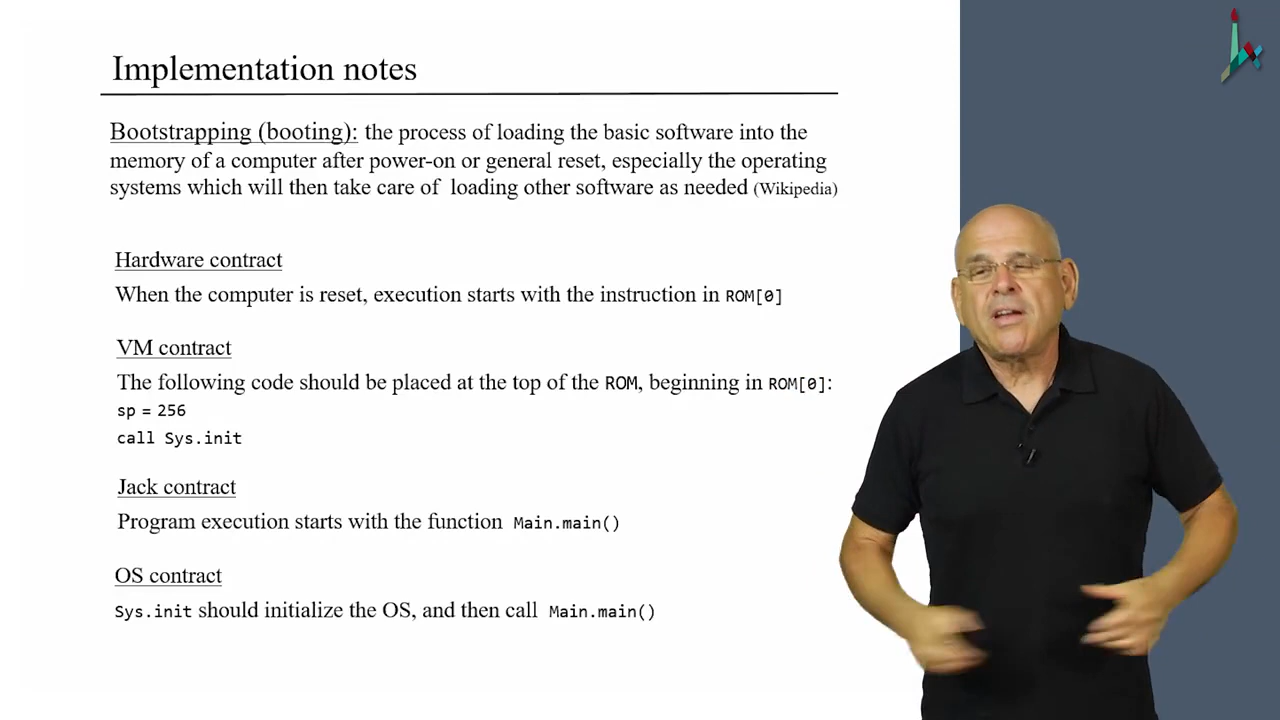 Implementation notes
Bootstrapping (booting): the process of loading the basic software into the
memory of a computer after power-on or general reset, especially the operating
systems which will then take care of loading other software as needed (Wikipedia)
Hardware contract
When the computer is reset, execution starts with the instruction in ROM[0]
VM contract
The following code should be placed at the top of the ROM, beginning in ROM[0]:
sp = 256
call Sys.init
Jack contract
Program execution starts with the function Main.main()
OS contract
Sys.init should initialize the OS, and then call Main.main()